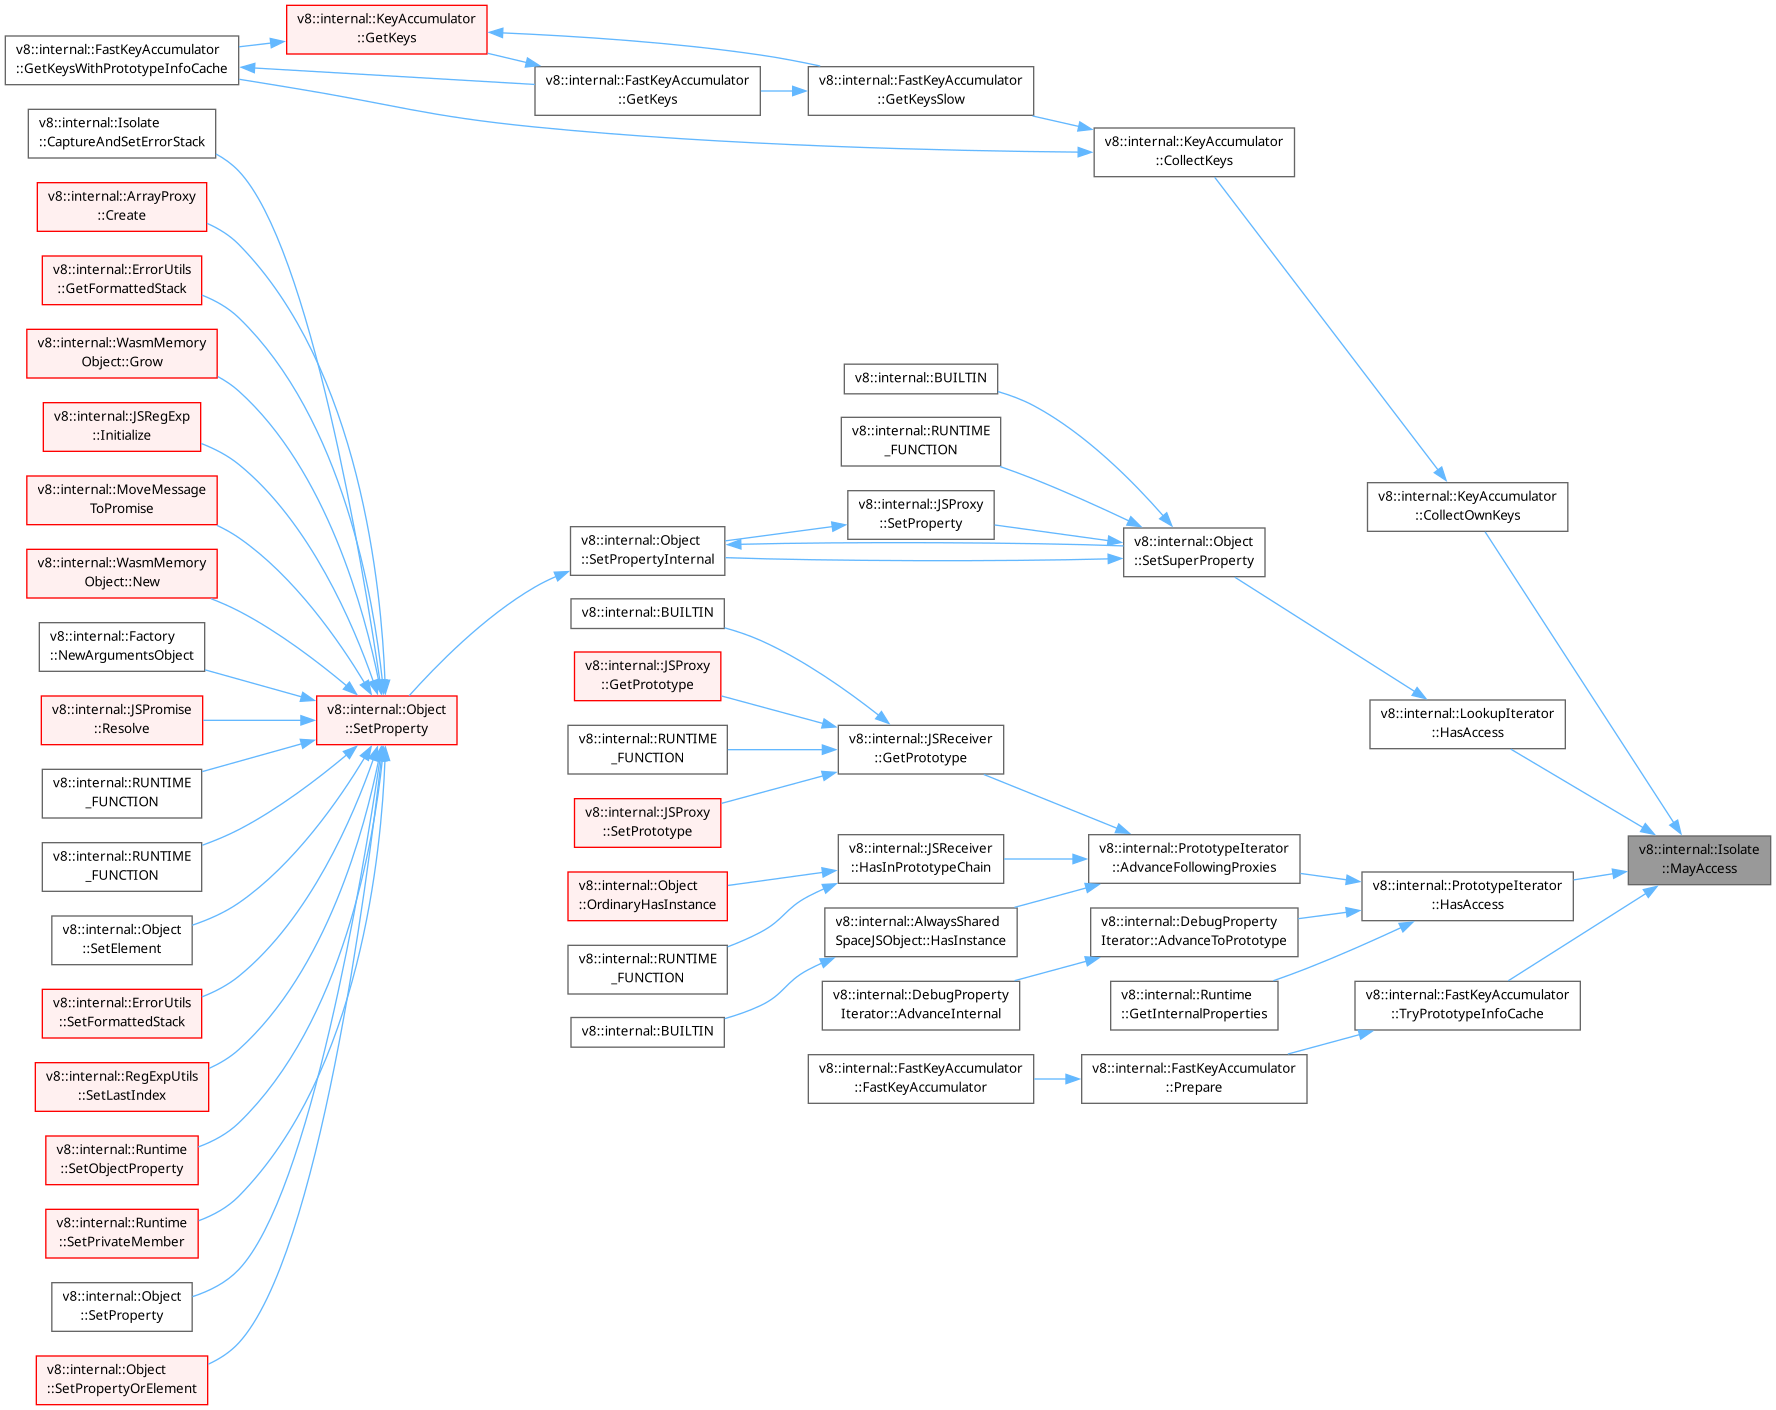 v8::internal::KeyAccumulator
::GetKeys
v8::internal::FastKeyAccumulator
::GetKeysWithPrototypeInfoCache
v8::internal::FastKeyAccumulator
::GetKeys
v8::internal::FastKeyAccumulator
::GetKeysSlow
v8::internal::KeyAccumulator
::CollectKeys
v8::internal::Isolate
::CaptureAndSetErrorStack
v8::internal::ArrayProxy
::Create
v8::internal::ErrorUtils
::GetFormattedStack
v8::internal::WasmMemory
Object::Grow
v8::internal::JSRegExp
::Initialize
v8::internal::MoveMessage
ToPromise
v8::internal::WasmMemory
Object::New
v8::internal::Factory
::NewArgumentsObject
v8::internal::JSPromise
::Resolve
v8::internal::RUNTIME
_FUNCTION
v8::internal::RUNTIME
_FUNCTION
v8::internal::Object
::SetElement
v8::internal::ErrorUtils
::SetFormattedStack
v8::internal::RegExpUtils
::SetLastIndex
v8::internal::Runtime
::SetObjectProperty
v8::internal::Runtime
::SetPrivateMember
v8::internal::Object
::SetProperty
v8::internal::Object
::SetPropertyOrElement
v8::internal::Object
::SetProperty
v8::internal::Object
::SetPropertyInternal
v8::internal::BUILTIN
v8::internal::JSProxy
::GetPrototype
v8::internal::RUNTIME
_FUNCTION
v8::internal::JSProxy
::SetPrototype
v8::internal::Object
::OrdinaryHasInstance
v8::internal::RUNTIME
_FUNCTION
v8::internal::BUILTIN
v8::internal::BUILTIN
v8::internal::RUNTIME
_FUNCTION
v8::internal::JSProxy
::SetProperty
v8::internal::JSReceiver
::GetPrototype
v8::internal::JSReceiver
::HasInPrototypeChain
v8::internal::AlwaysShared
SpaceJSObject::HasInstance
v8::internal::DebugProperty
Iterator::AdvanceInternal
v8::internal::FastKeyAccumulator
::FastKeyAccumulator
v8::internal::Object
::SetSuperProperty
v8::internal::PrototypeIterator
::AdvanceFollowingProxies
v8::internal::DebugProperty
Iterator::AdvanceToPrototype
v8::internal::Runtime
::GetInternalProperties
v8::internal::FastKeyAccumulator
::Prepare
v8::internal::KeyAccumulator
::CollectOwnKeys
v8::internal::LookupIterator
::HasAccess
v8::internal::PrototypeIterator
::HasAccess
v8::internal::FastKeyAccumulator
::TryPrototypeInfoCache
v8::internal::Isolate
::MayAccess